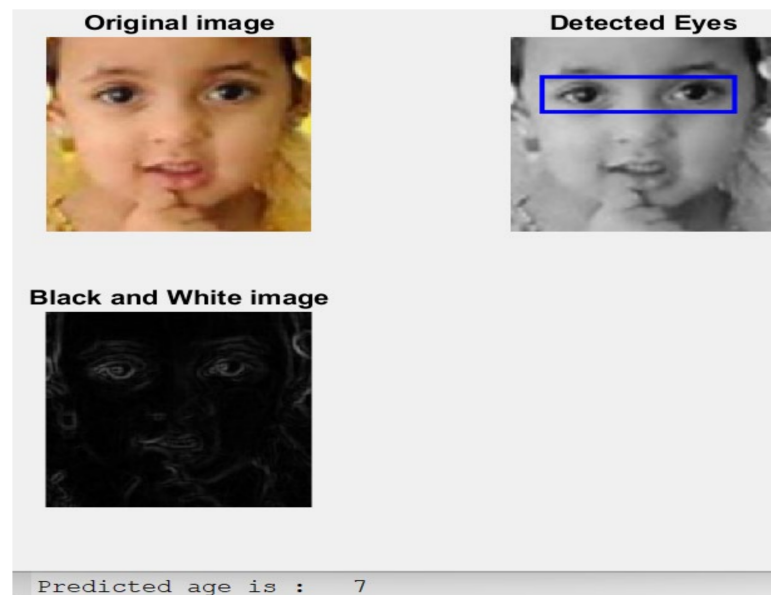 Original image
Detected Eyes
Black and White image
Predicted age is : 7